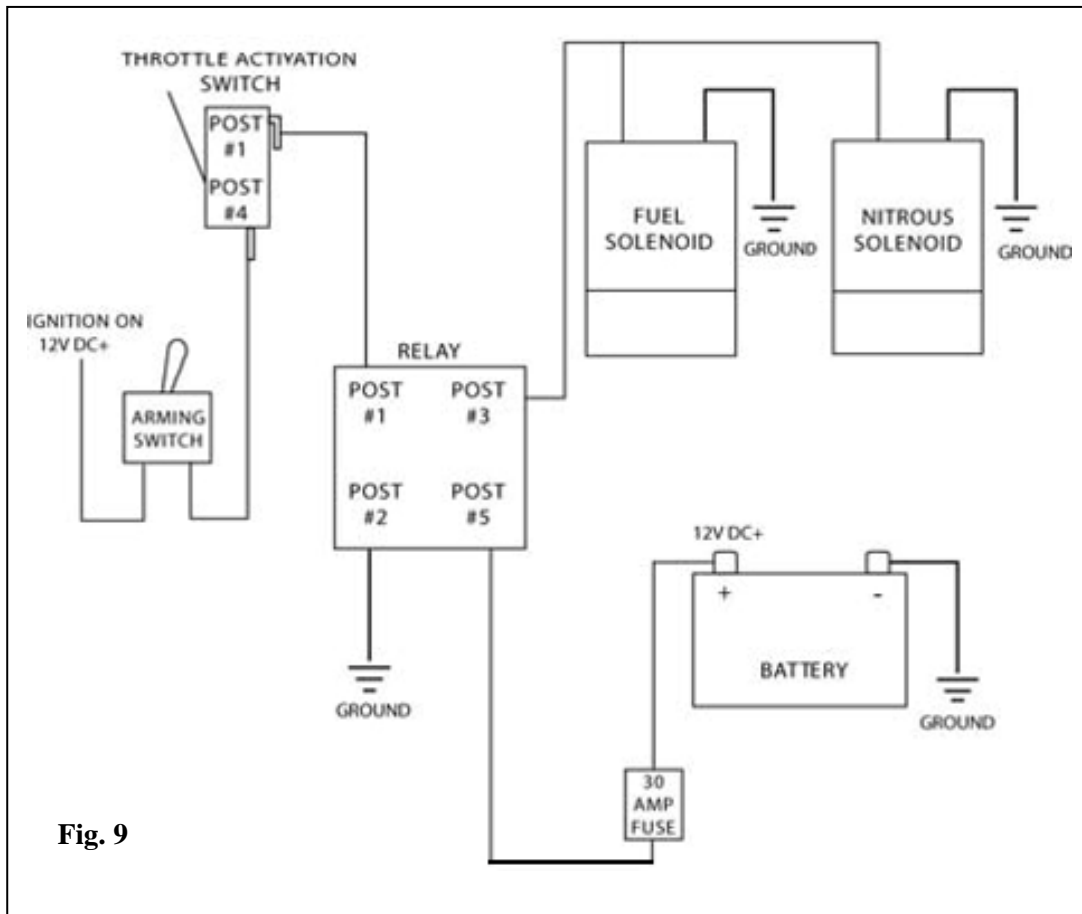 THROTTLE ACTIVATION
SWITCH
POST
#1
POST
#4
IGNITION ON
12V DC+
ARMING
SWITCH
RELAY
POST
#1
POST
#3
POST
#2
POST
#5
GROUND
FUEL
SOLENOID
GROUND
NITROUS
SOLENOID
GROUND
12V DC+
+
-
BATTERY
GROUND
30
AMP
FUSE
Fig. 9